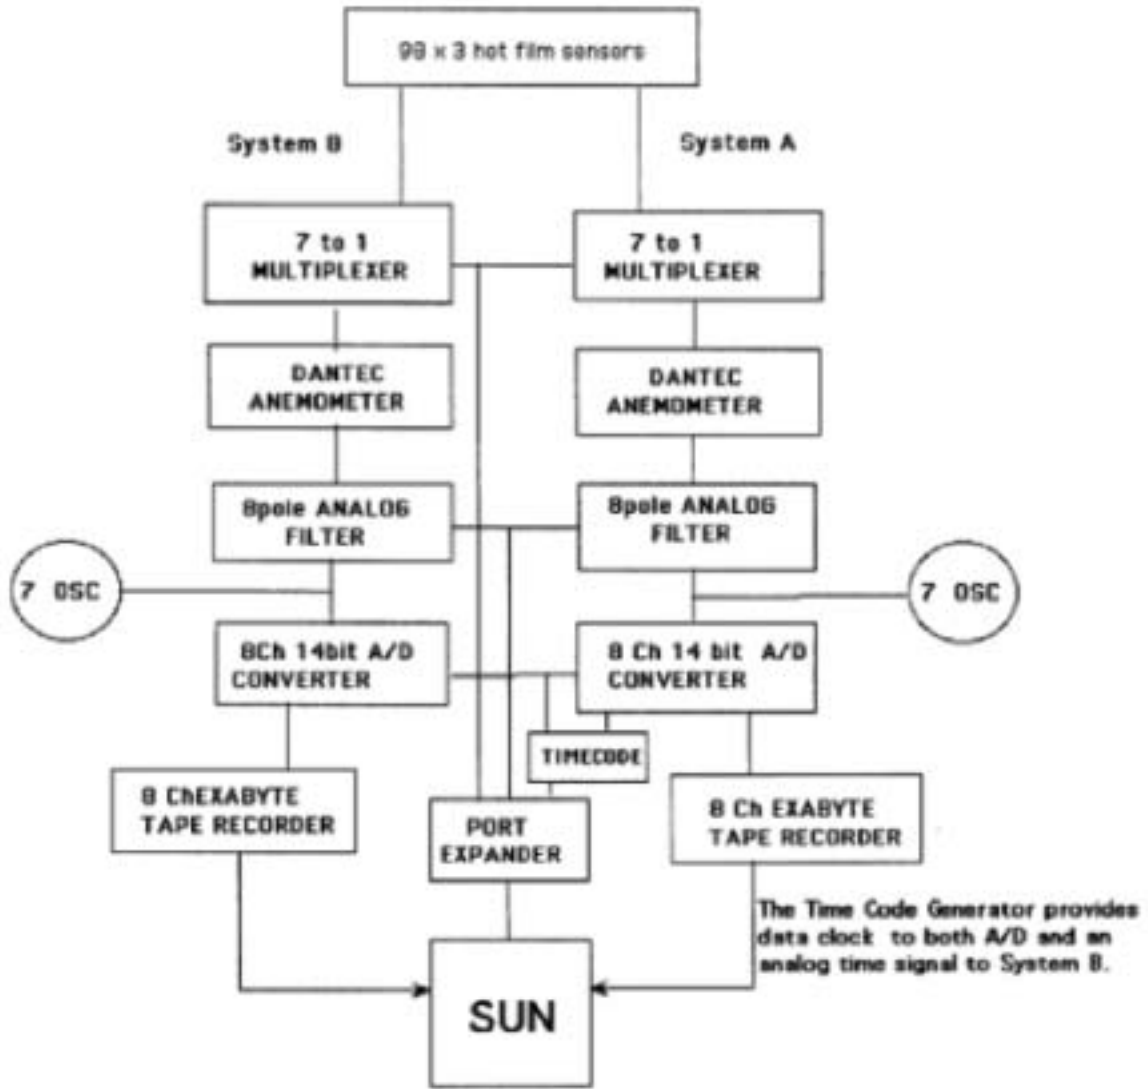 98 x 3 hot film sensors
System B
System A
7 to 1
MULTIPLEXER
7 to 1
MULTIPLEXER
DANTEC
ANEMOMETER
DANTEC
ANEMOMETER
8pole ANALOG
FILTER
8pole ANALOG
FILTER
7 OSC
7 OSC
8Ch 14bit A/D
CONVERTER
8 Ch 14 bit A/D
CONVERTER
TIMECODE
8 ChEXABYTE
TAPE RECORDER
PORT
EXPANDER
8 Ch EXABYTE
TAPE RECORDER
The Time Code Generator provides
data clock to both A/D and an
analog time signal to System B.
SUN